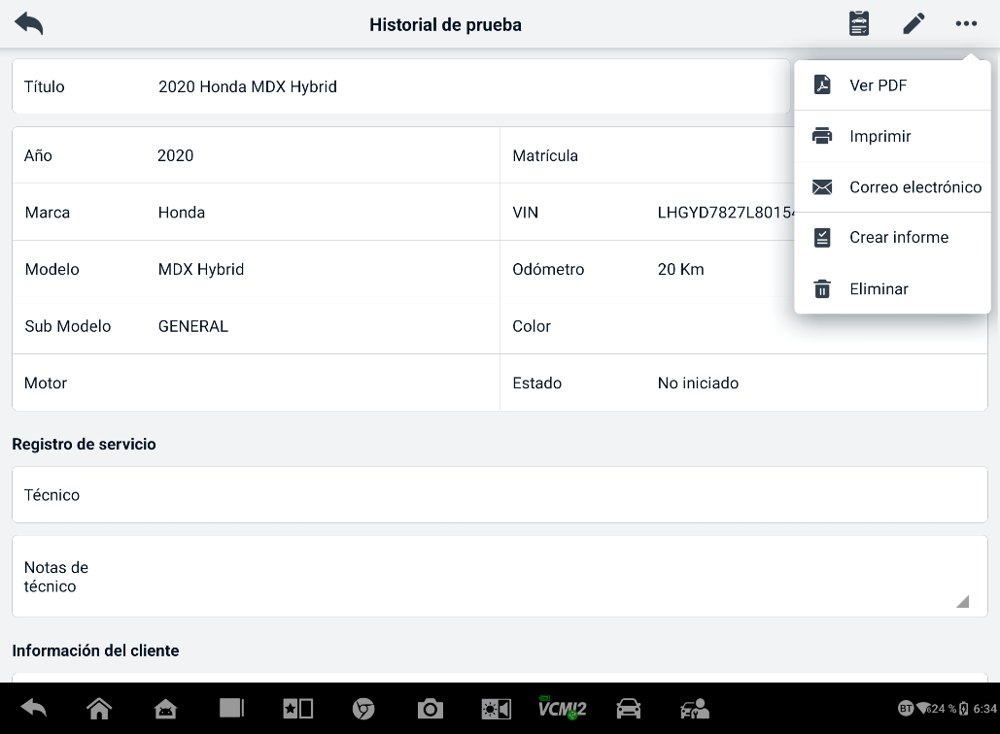 Historial de prueba
Título 2020 Honda MDX Hybrid
Ver PDF
Imprimir
Correo electrónico
Crear informe
Eliminar
Año 2020 Matrícula
Marca Honda VIN LHGYD7827L8015
Modelo MDX Hybrid Odómetro 20 Km
Sub Modelo GENERAL Color
Motor Estado No iniciado
Registro de servicio
Técnico
Notas de
técnico
Información del cliente
VCMI2
BT 24 % 6:34